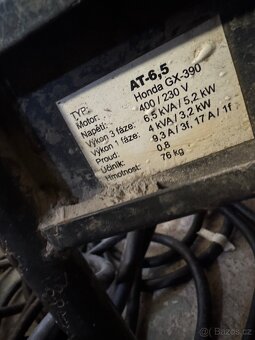 TYP: AT-6,5
Motor: Honda GX-390
Napětí: 400 / 230 V
Výkon 3 fáze: 6,5 kVA / 5,2 kW
Výkon 1 fáze: 4 kVA / 3,2 kW
Proud: 9,3A / 3f, 17 A / 1f
Účiník: 0,8
Hmotnost: 76 kg
Bazoš.cz